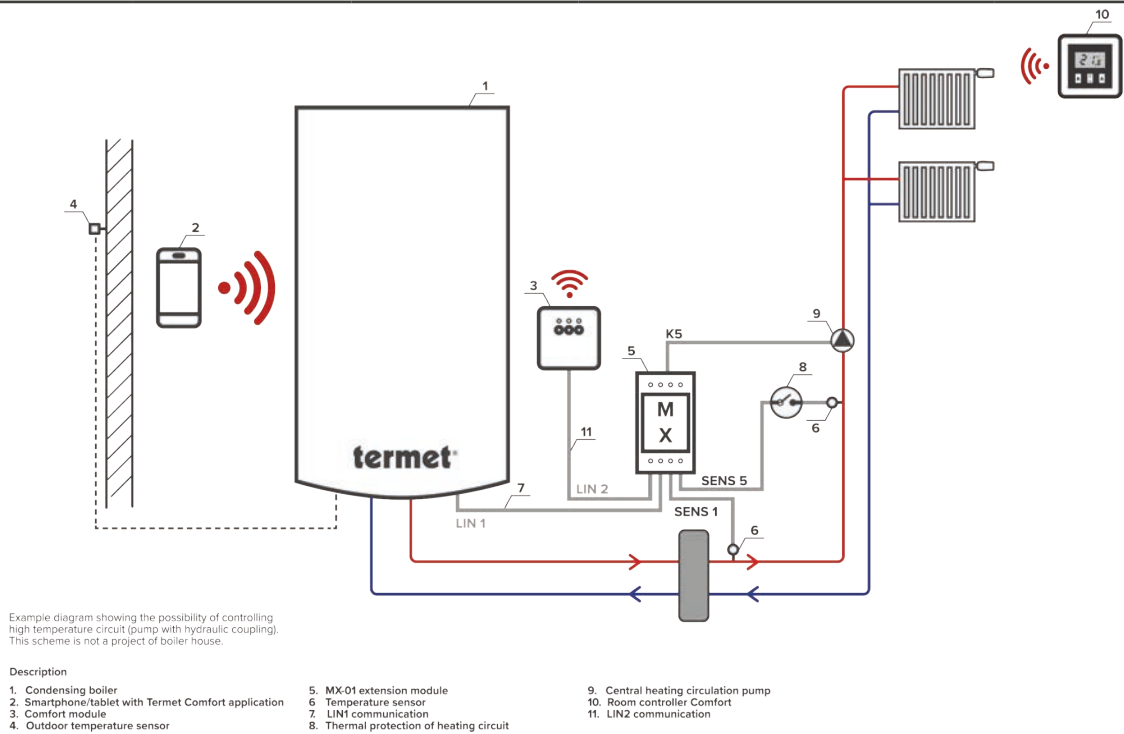 10
1
4
2
3
9
K5
5
8
M
X
6
11
termet®
7
LIN 2
SENS 5
LIN 1
SENS 1
6
Example diagram showing the possibility of controlling
high temperature circuit (pump with hydraulic coupling).
This scheme is not a project of boiler house.
Description
1. Condensing boiler
2. Smartphone/tablet with Termet Comfort application
3. Comfort module
4. Outdoor temperature sensor
5. MX-01 extension module
6 Temperature sensor
7. LIN1 communication
8. Thermal protection of heating circuit
9. Central heating circulation pump
10. Room controller Comfort
11. LIN2 communication